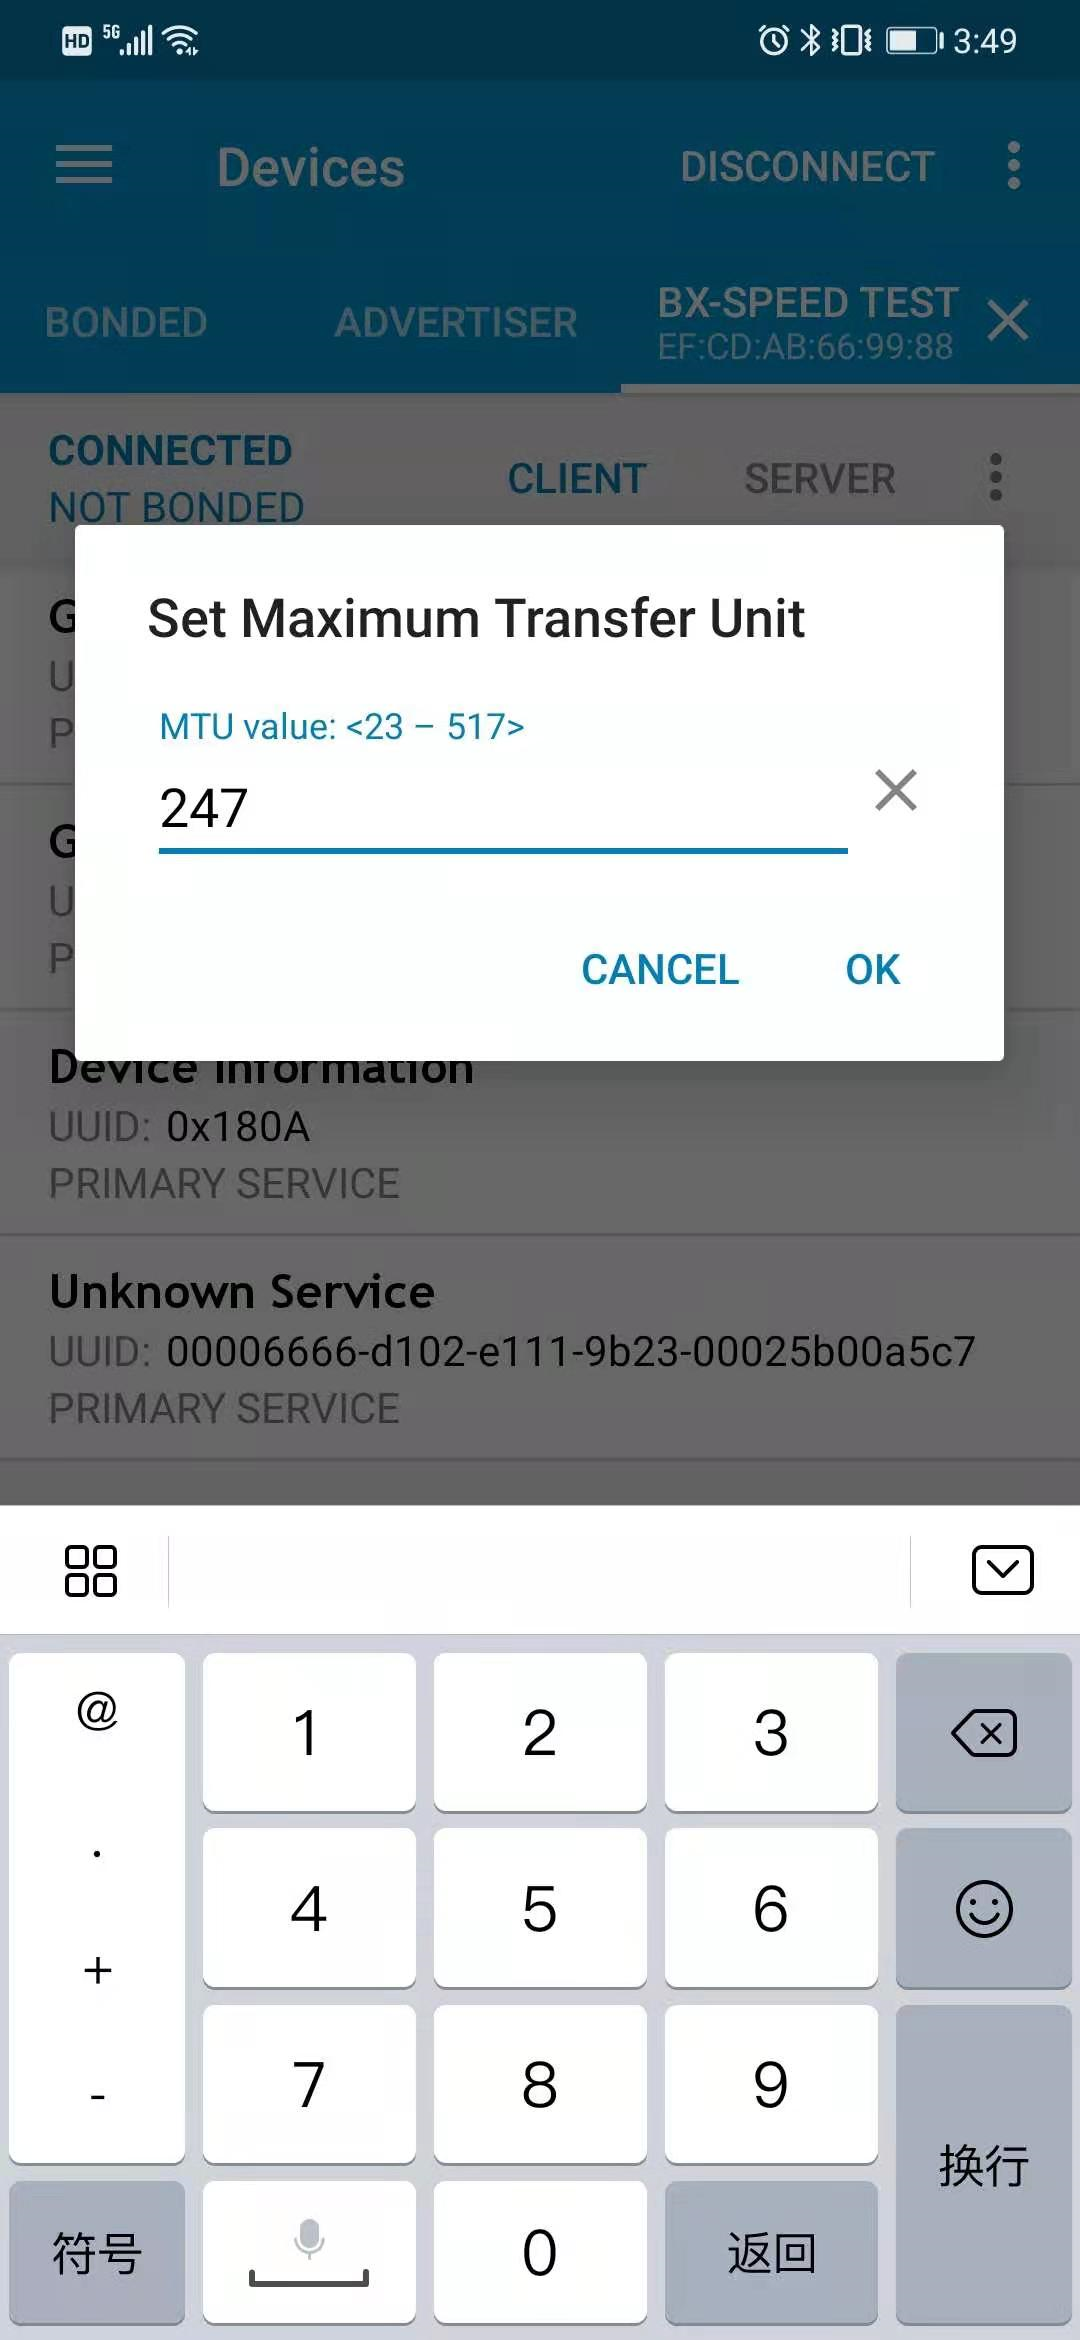 HD 5G 3:49
Devices DISCONNECT
BONDED ADVERTISER BX-SPEED TEST
EF:CD:AB:66:99:88
CONNECTED
NOT BONDED
CLIENT SERVER
G
U
P
Set Maximum Transfer Unit
MTU value: <23 – 517>
247
CANCEL OK
G
U
P
Device Information
UUID: 0x180A
PRIMARY SERVICE
Unknown Service
UUID: 00006666-d102-e111-9b23-00025b00a5c7
PRIMARY SERVICE
@ 1 2 3
. 4 5 6
+
- 7 8 9
换行
符号 0 返回